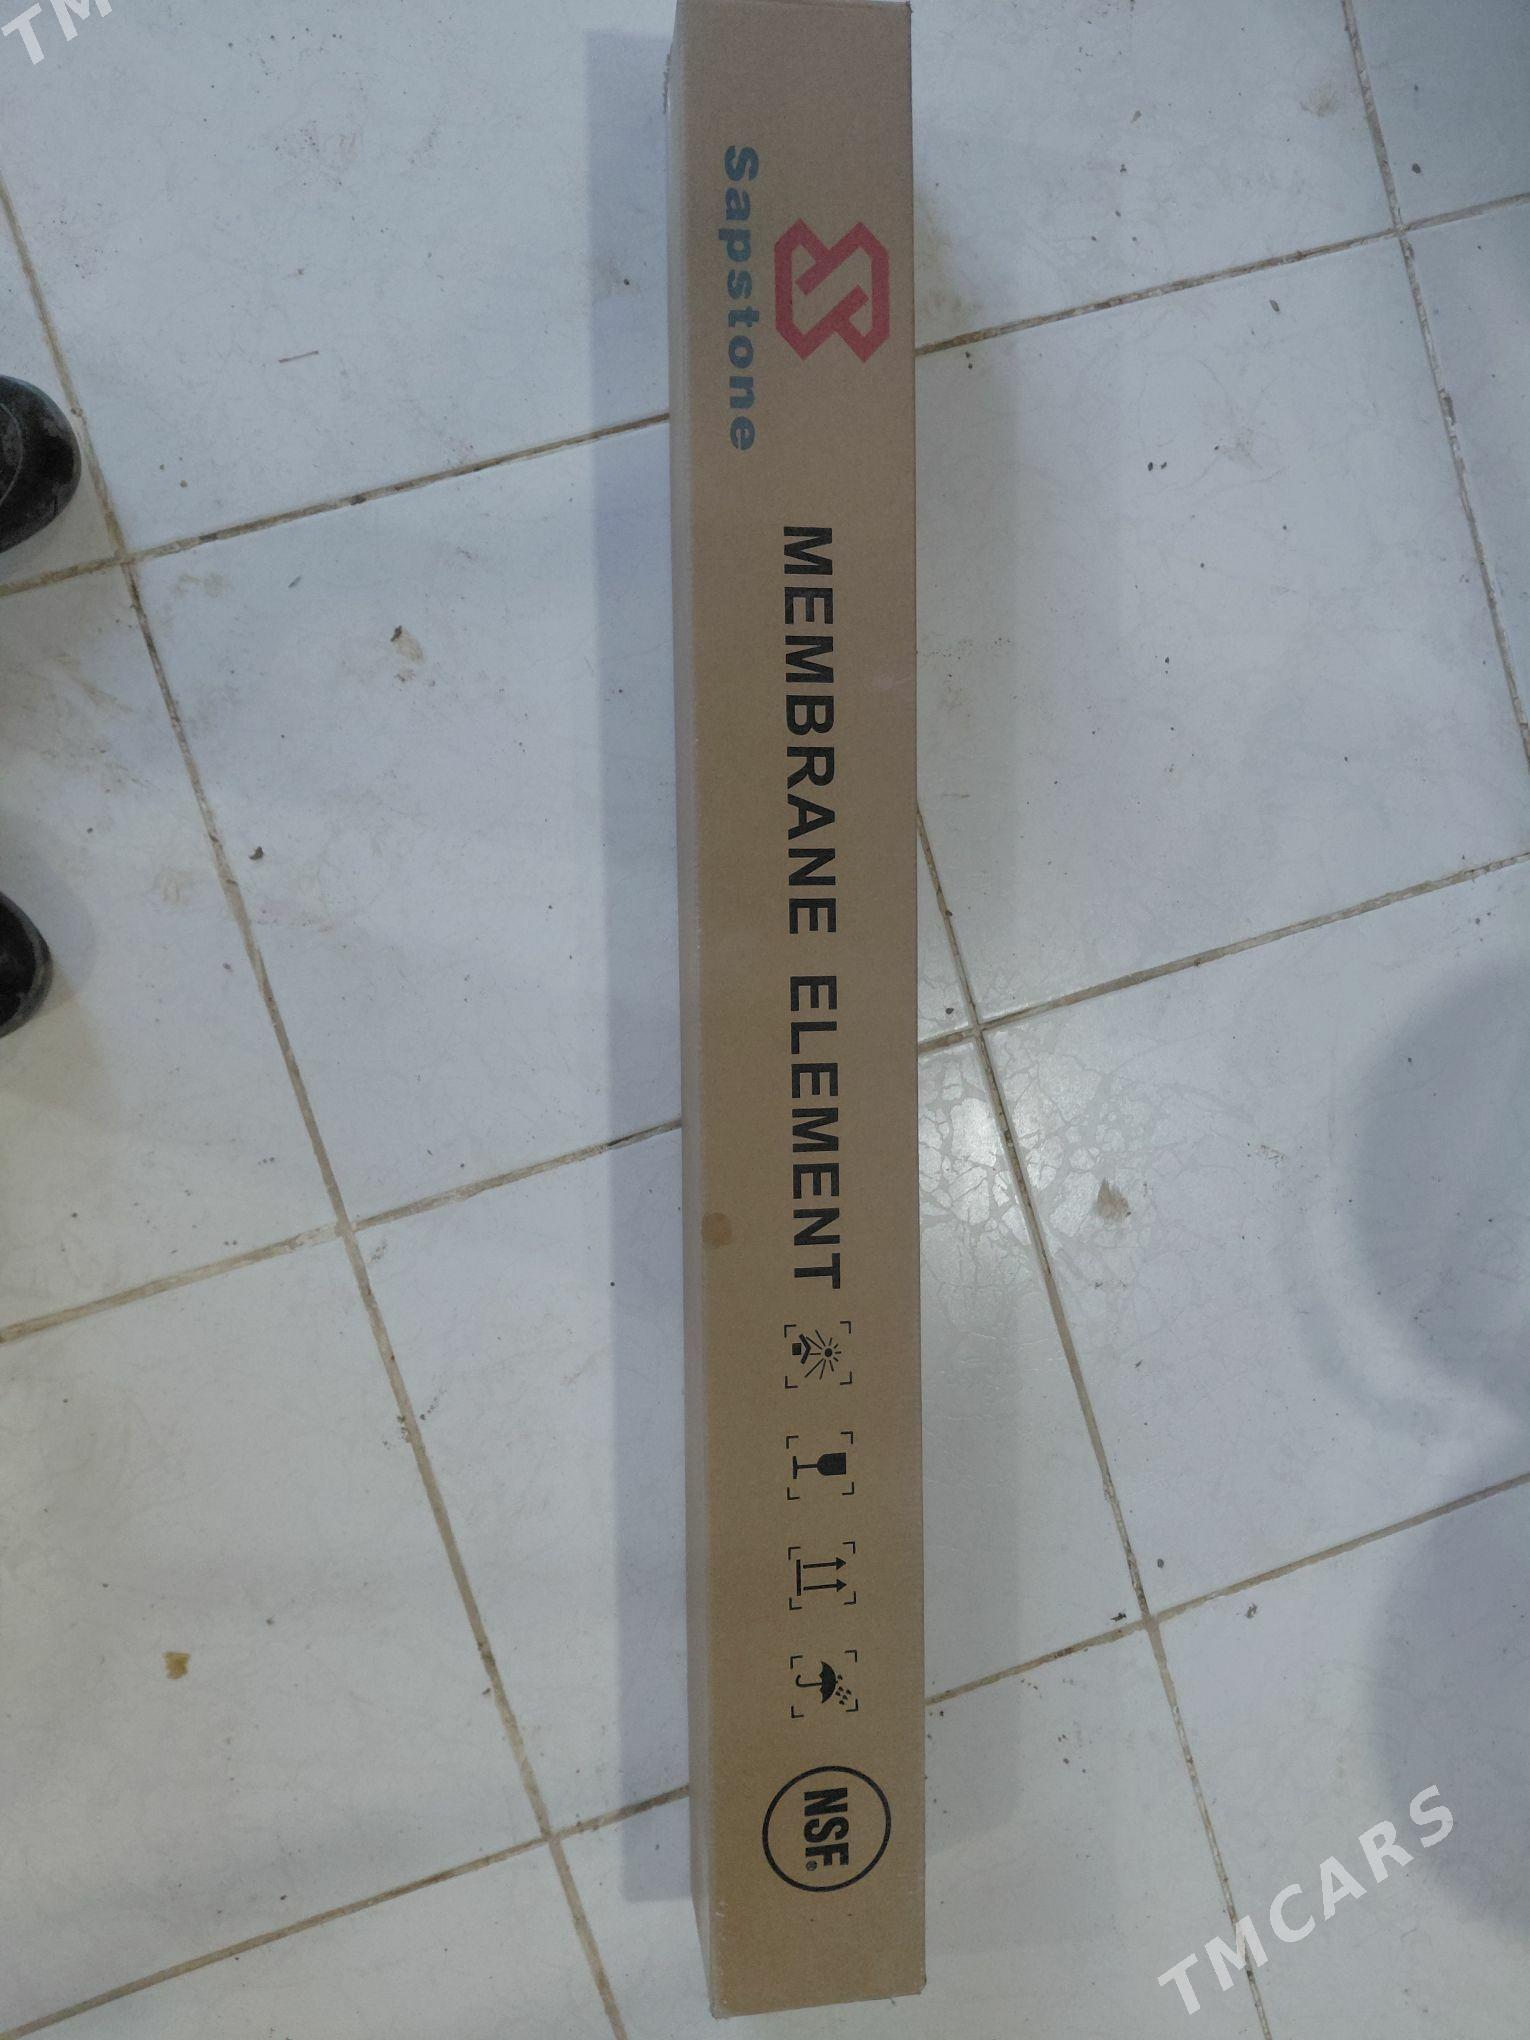 Sapstone
MEMBRANE ELEMENT
NSF®
TM
TMCARS